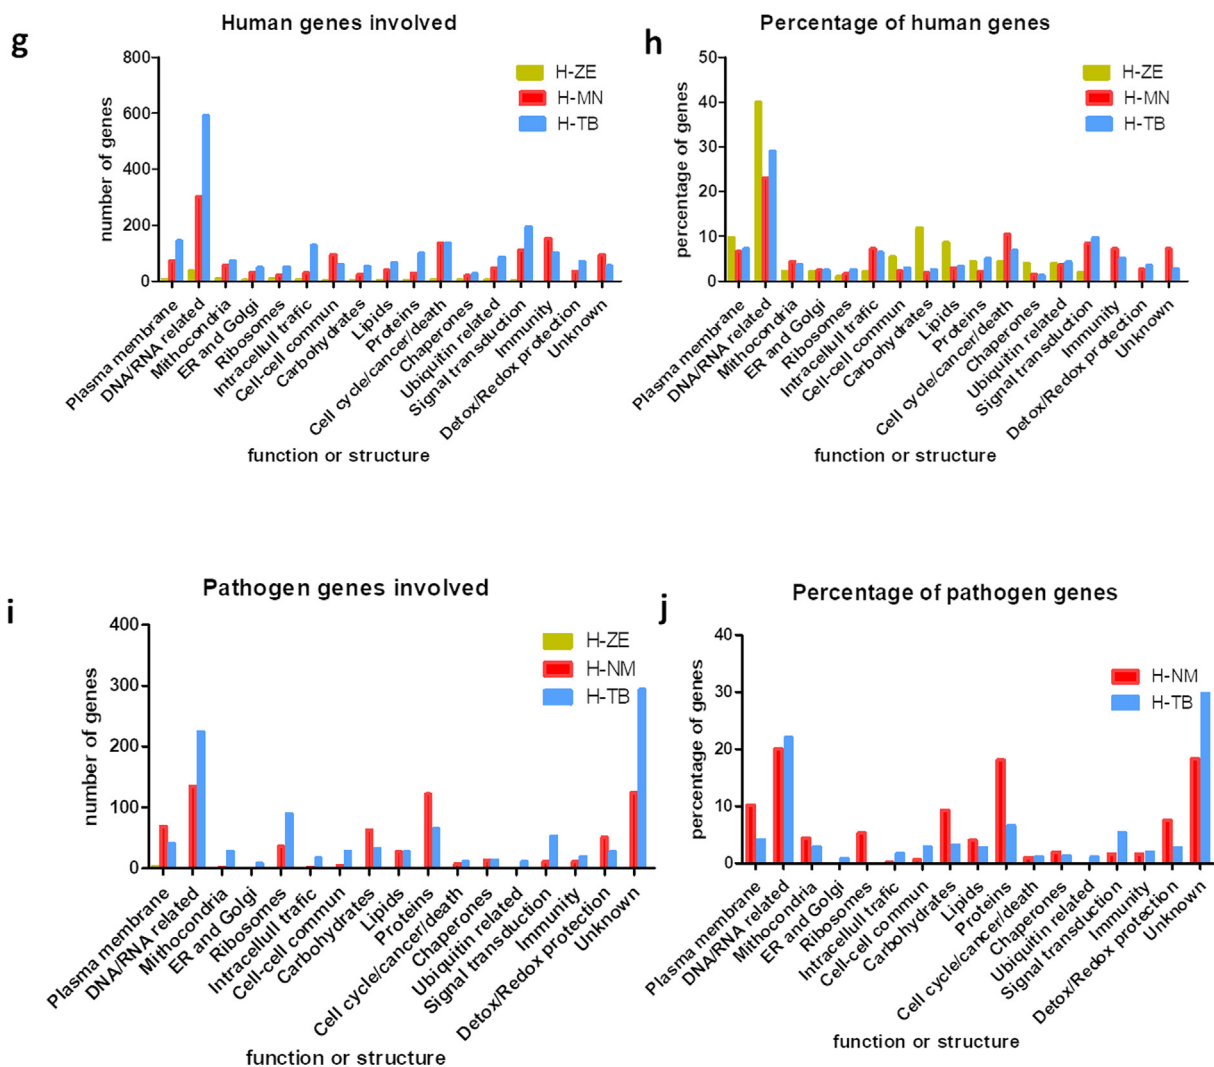 g
Human genes involved
number of genes
800
600
400
200
0
H-ZE
H-MN
H-TB
Plasma membrane
DNA/RNA related
Mithocondria
ER and Golgi
Ribosomes
Intracellull trafic
Cell-cell commun
Carbohydrates
Lipids
Proteins
Cell cycle/cancer/death
Chaperones
Ubiquitin related
Signal transduction
Immunity
Detox/Redox protection
Unknown
function or structure
h
Percentage of human genes
percentage of genes
50
40
30
20
10
0
H-ZE
H-MN
H-TB
Plasma membrane
DNA/RNA related
Mithocondria
ER and Golgi
Ribosomes
Intracellull trafic
Cell-cell commun
Carbohydrates
Lipids
Proteins
Cell cycle/cancer/death
Chaperones
Ubiquitin related
Signal transduction
Immunity
Detox/Redox protection
Unknown
function or structure
i
Pathogen genes involved
number of genes
400
300
200
100
0
H-ZE
H-NM
H-TB
Plasma membrane
DNA/RNA related
Mithocondria
ER and Golgi
Ribosomes
Intracellull trafic
Cell-cell commun
Carbohydrates
Lipids
Proteins
Cell cycle/cancer/death
Chaperones
Ubiquitin related
Signal transduction
Immunity
Detox/Redox protection
Unknown
function or structure
j
Percentage of pathogen genes
percentage of genes
40
30
20
10
0
H-NM
H-TB
Plasma membrane
DNA/RNA related
Mithocondria
ER and Golgi
Ribosomes
Intracellull trafic
Cell-cell commun
Carbohydrates
Lipids
Proteins
Cell cycle/cancer/death
Chaperones
Ubiquitin related
Signal transduction
Immunity
Detox/Redox protection
Unknown
function or structure